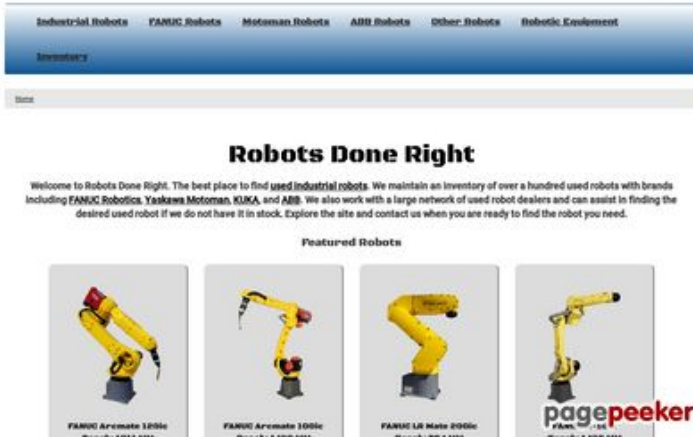 Industrial Robots FANUC Robots Motoman Robots ABB Robots Other Robots Robotic Equipment
Inventory
Home
Robots Done Right
Welcome to Robots Done Right. The best place to find used industrial robots. We maintain an inventory of over a hundred used robots with brands
including FANUC Robotics, Yaskawa Motoman, KUKA, and ABB. We also work with a large network of used robot dealers and can assist in finding the
desired used robot if we do not have it in stock. Explore the site and contact us when you are ready to find the robot you need.
Featured Robots
FANUC Arcmate 120ic FANUC Arcmate 100ic FANUC LR Mate 200ic FANUC
pagepeeker